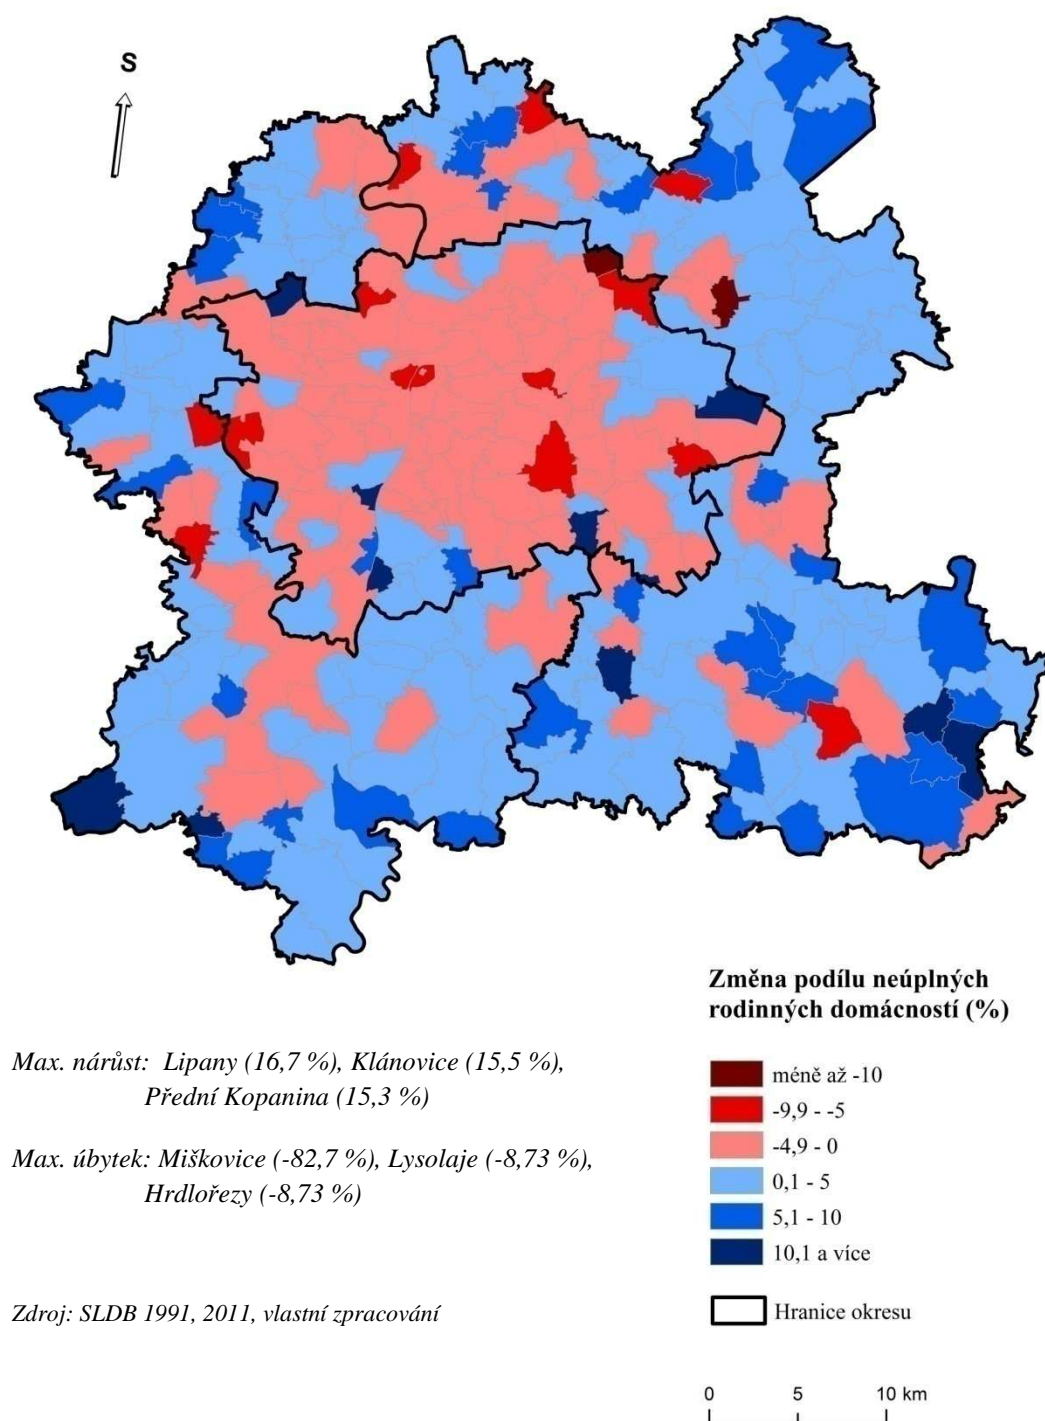 S
Změna podílu neúplných
rodinných domácností (%)
méně až -10
-9,9 - -5
-4,9 - 0
0,1 - 5
5,1 - 10
10,1 a více
Hranice okresu
Max. nárůst: Lipany (16,7 %), Klánovice (15,5 %),
Přední Kopanina (15,3 %)
Max. úbytek: Miškovice (-82,7 %), Lysolaje (-8,73 %),
Hrdlořezy (-8,73 %)
Zdroj: SLDB 1991, 2011, vlastní zpracování
0 5 10 km